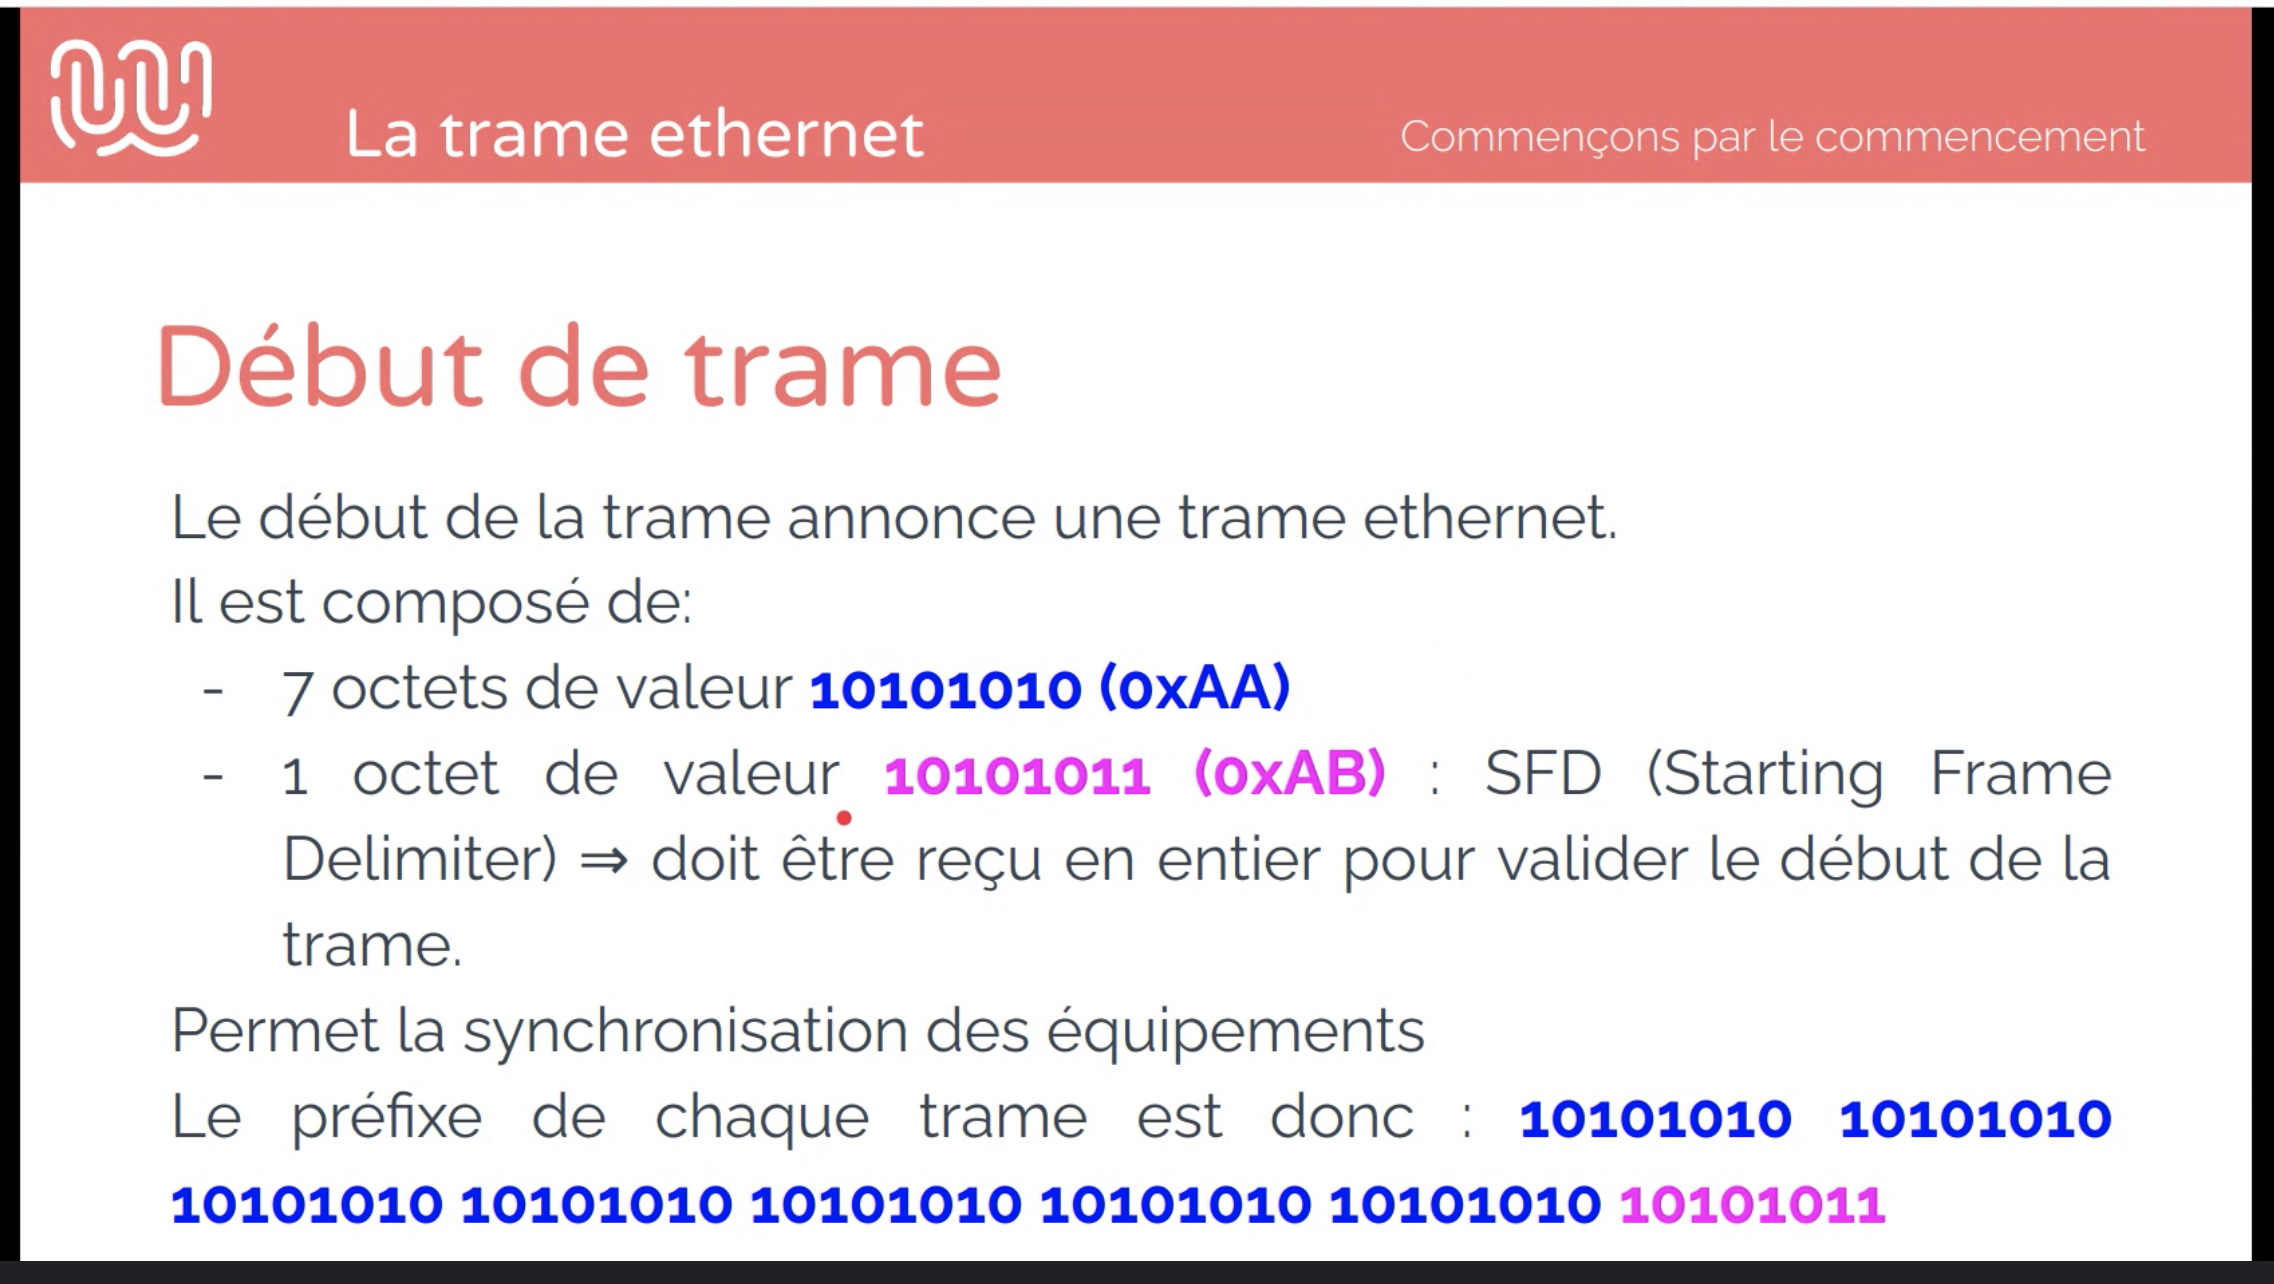 La trame ethernet
Commençons par le commencement
Début de trame
Le début de la trame annonce une trame ethernet.
Il est composé de:
- 7 octets de valeur 10101010 (0xAA)
- 1 octet de valeur 10101011 (0xAB) : SFD (Starting Frame
Delimiter) ⇒ doit être reçu en entier pour valider le début de la
trame.
Permet la synchronisation des équipements
Le préfixe de chaque trame est donc : 10101010 10101010
10101010 10101010 10101010 10101010 10101010 10101011